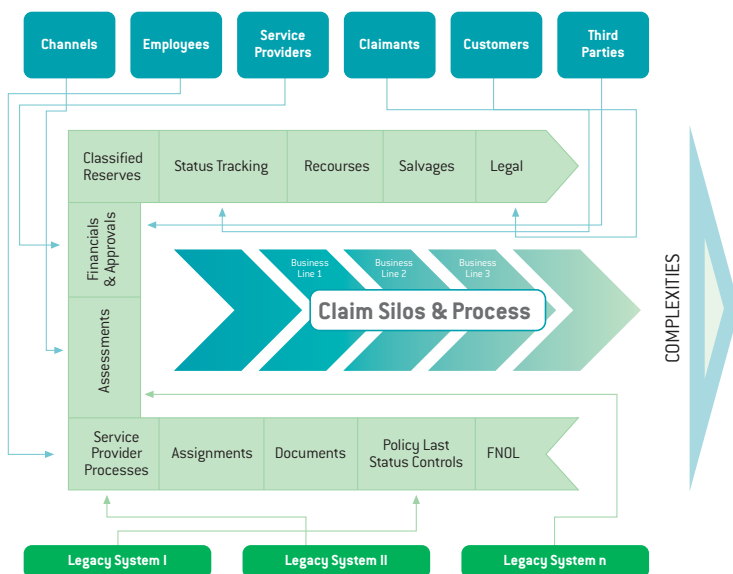 Channels
Employees
Service
Providers
Claimants
Customers
Third
Parties
Classified
Reserves
Status Tracking
Recourses
Salvages
Legal
Financials
& Approvals
Business
Line 1
Business
Line 2
Business
Line 3
Claim Silos & Process
COMPLEXITIES
Assessments
Service
Provider
Processes
Assignments
Documents
Policy Last
Status Controls
FNOL
Legacy System I
Legacy System II
Legacy System n